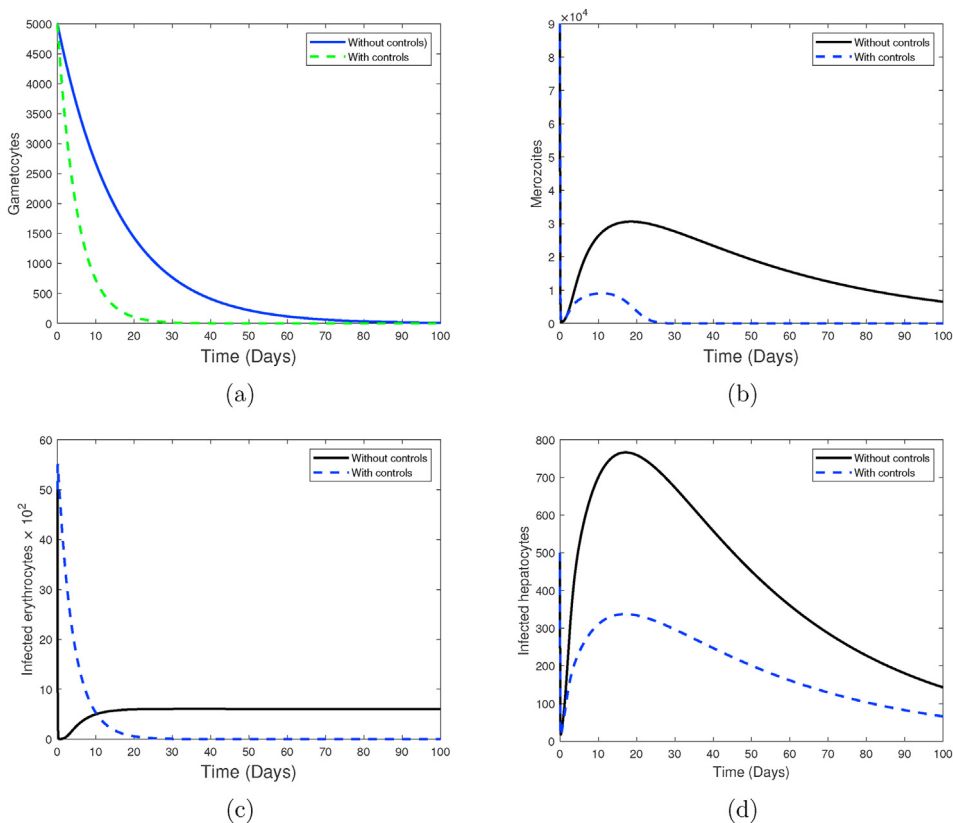 5000
4500
4000
3500
3000
2500
2000
1500
1000
500
0
Gametocytes
Without controls)
With controls
0 10 20 30 40 50 60 70 80 90 100
Time (Days)
(a)
×10⁴
9
8
7
6
5
4
3
2
1
0
Merozoites
Without controls
With controls
0 10 20 30 40 50 60 70 80 90 100
Time (Days)
(b)
60
50
40
30
20
10
0
Infected erythrocytes × 10²
Without controls
With controls
0 10 20 30 40 50 60 70 80 90 100
Time (Days)
(c)
800
700
600
500
400
300
200
100
0
Infected hepatocytes
Without controls
With controls
0 10 20 30 40 50 60 70 80 90 100
Time (Days)
(d)